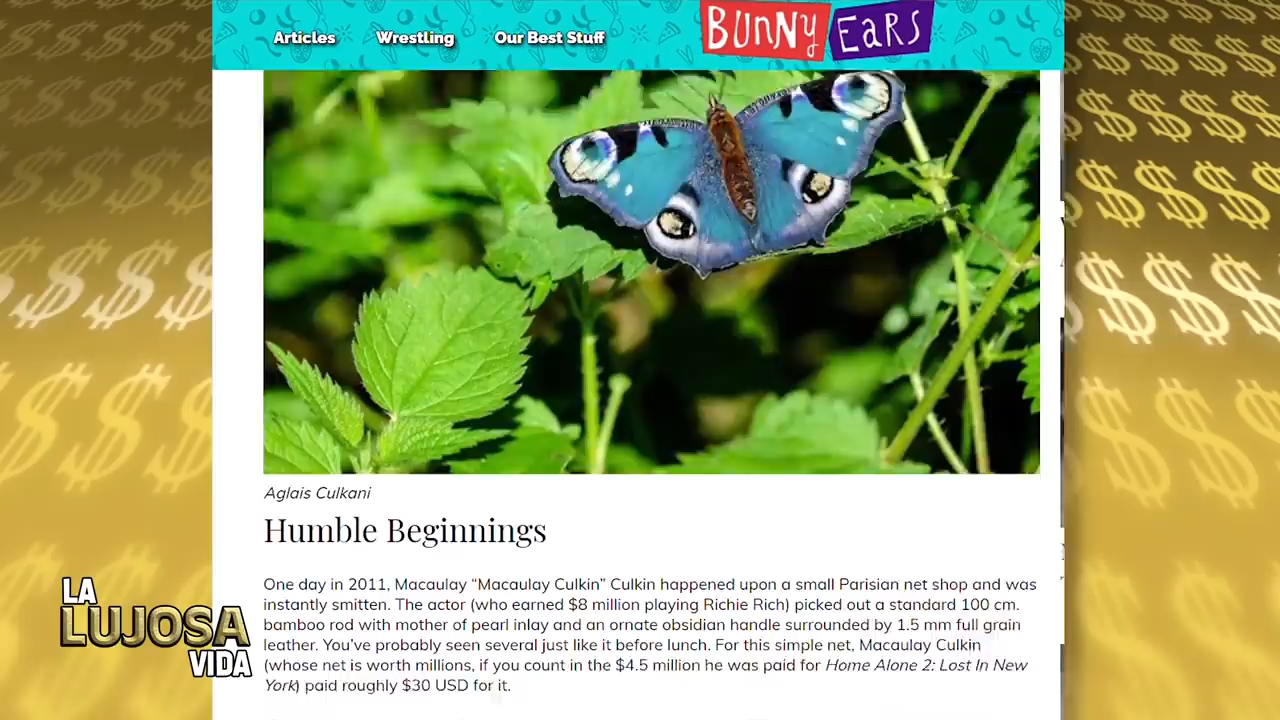 Articles Wrestling Our Best Stuff BUNNY EARS
Aglais Culkani
Humble Beginnings
One day in 2011, Macaulay “Macaulay Culkin” Culkin happened upon a small Parisian net shop and was
instantly smitten. The actor (who earned $8 million playing Richie Rich) picked out a standard 100 cm.
bamboo rod with mother of pearl inlay and an ornate obsidian handle surrounded by 1.5 mm full grain
leather. You’ve probably seen several just like it before lunch. For this simple net, Macaulay Culkin
(whose net is worth millions, if you count in the $4.5 million he was paid for Home Alone 2: Lost In New
York) paid roughly $30 USD for it.
LA
LUJOSA
VIDA